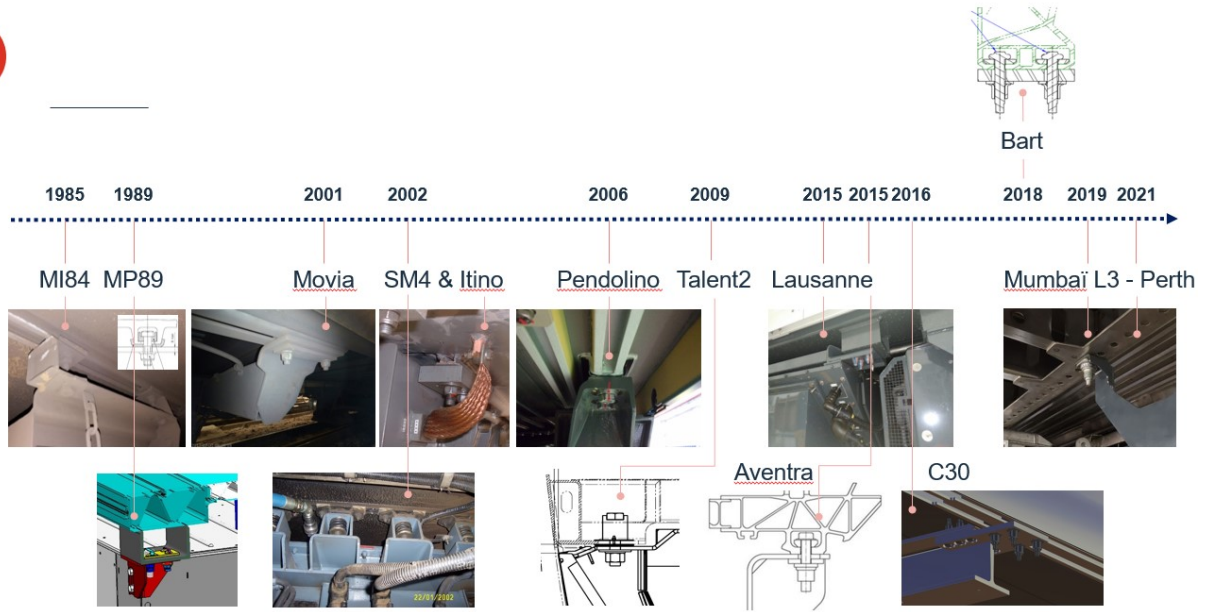 Bart
1985 1989 2001 2002 2006 2009 2015 2015 2016 2018 2019 2021
MI84 MP89 Movia SM4 & Itino Pendolino Talent2 Lausanne Mumbaï L3 - Perth
Aventra C30
22/01/2002